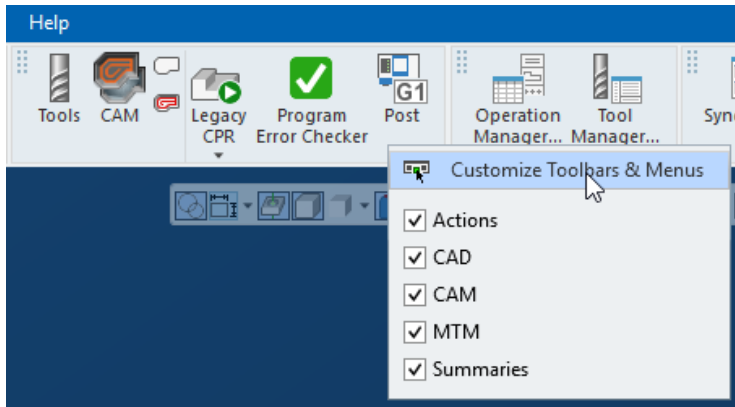 Help
Tools
CAM
Legacy
CPR
Program
Error Checker
G1
Post
Operation
Manager...
Tool
Manager...
Customize Toolbars & Menus
Actions
CAD
CAM
MTM
Summaries